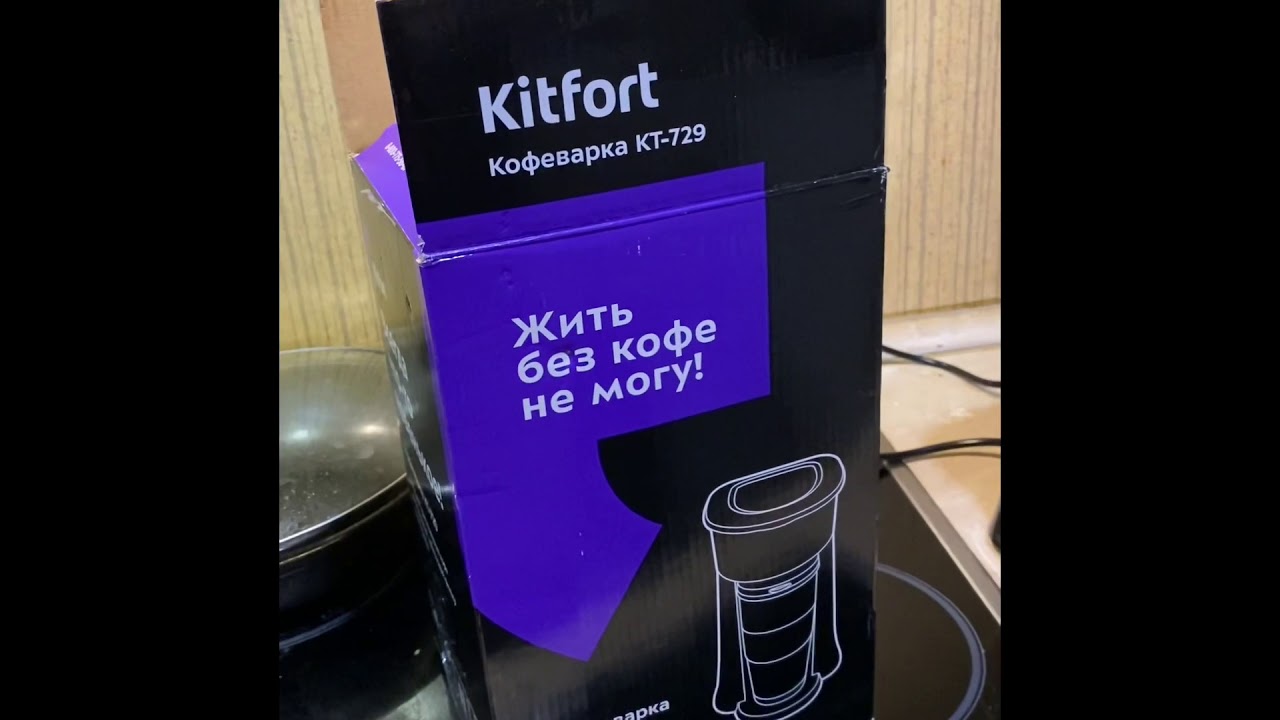 Kitfort
Кофеварка КТ-729
Жить
без кофе
не могу!